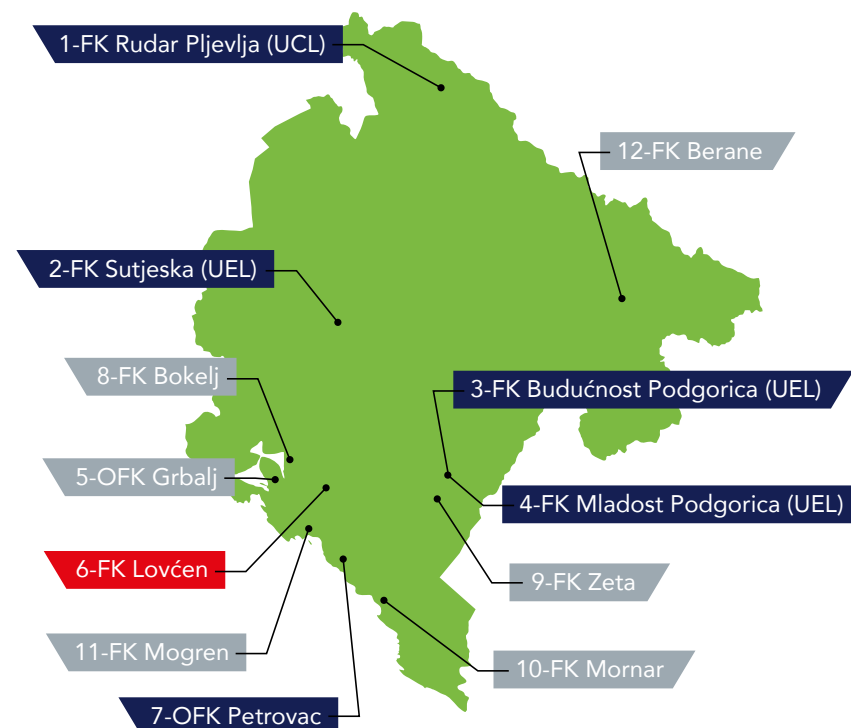 1-FK Rudar Pljevlja (UCL)
12-FK Berane
2-FK Sutjeska (UEL)
8-FK Bokelj
3-FK Budućnost Podgorica (UEL)
5-OFK Grbalj
4-FK Mladost Podgorica (UEL)
6-FK Lovćen
9-FK Zeta
11-FK Mogren
10-FK Mornar
7-OFK Petrovac